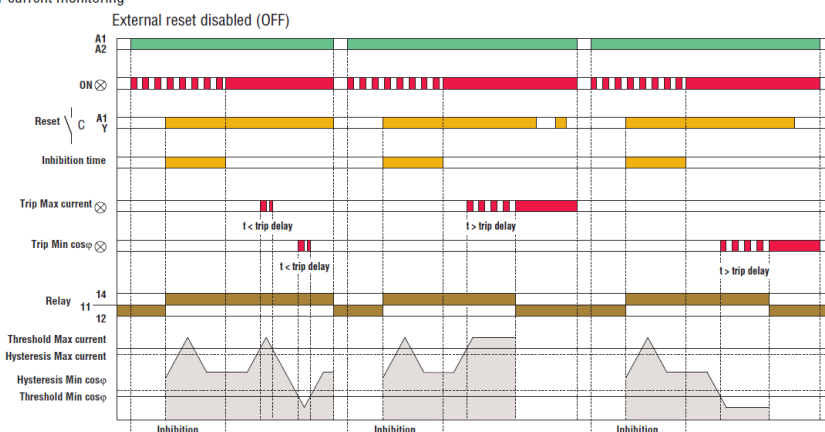 current monitoring
External reset disabled (OFF)
A1
A2
ON
Reset C A1
Y
Inhibition time
Trip Max current
t < trip delay
t > trip delay
Trip Min cosφ
t < trip delay
t > trip delay
Relay 11 14
12
Threshold Max current
Hysteresis Max current
Hysteresis Min cosφ
Threshold Min cosφ
Inhibition
Inhibition
Inhibition